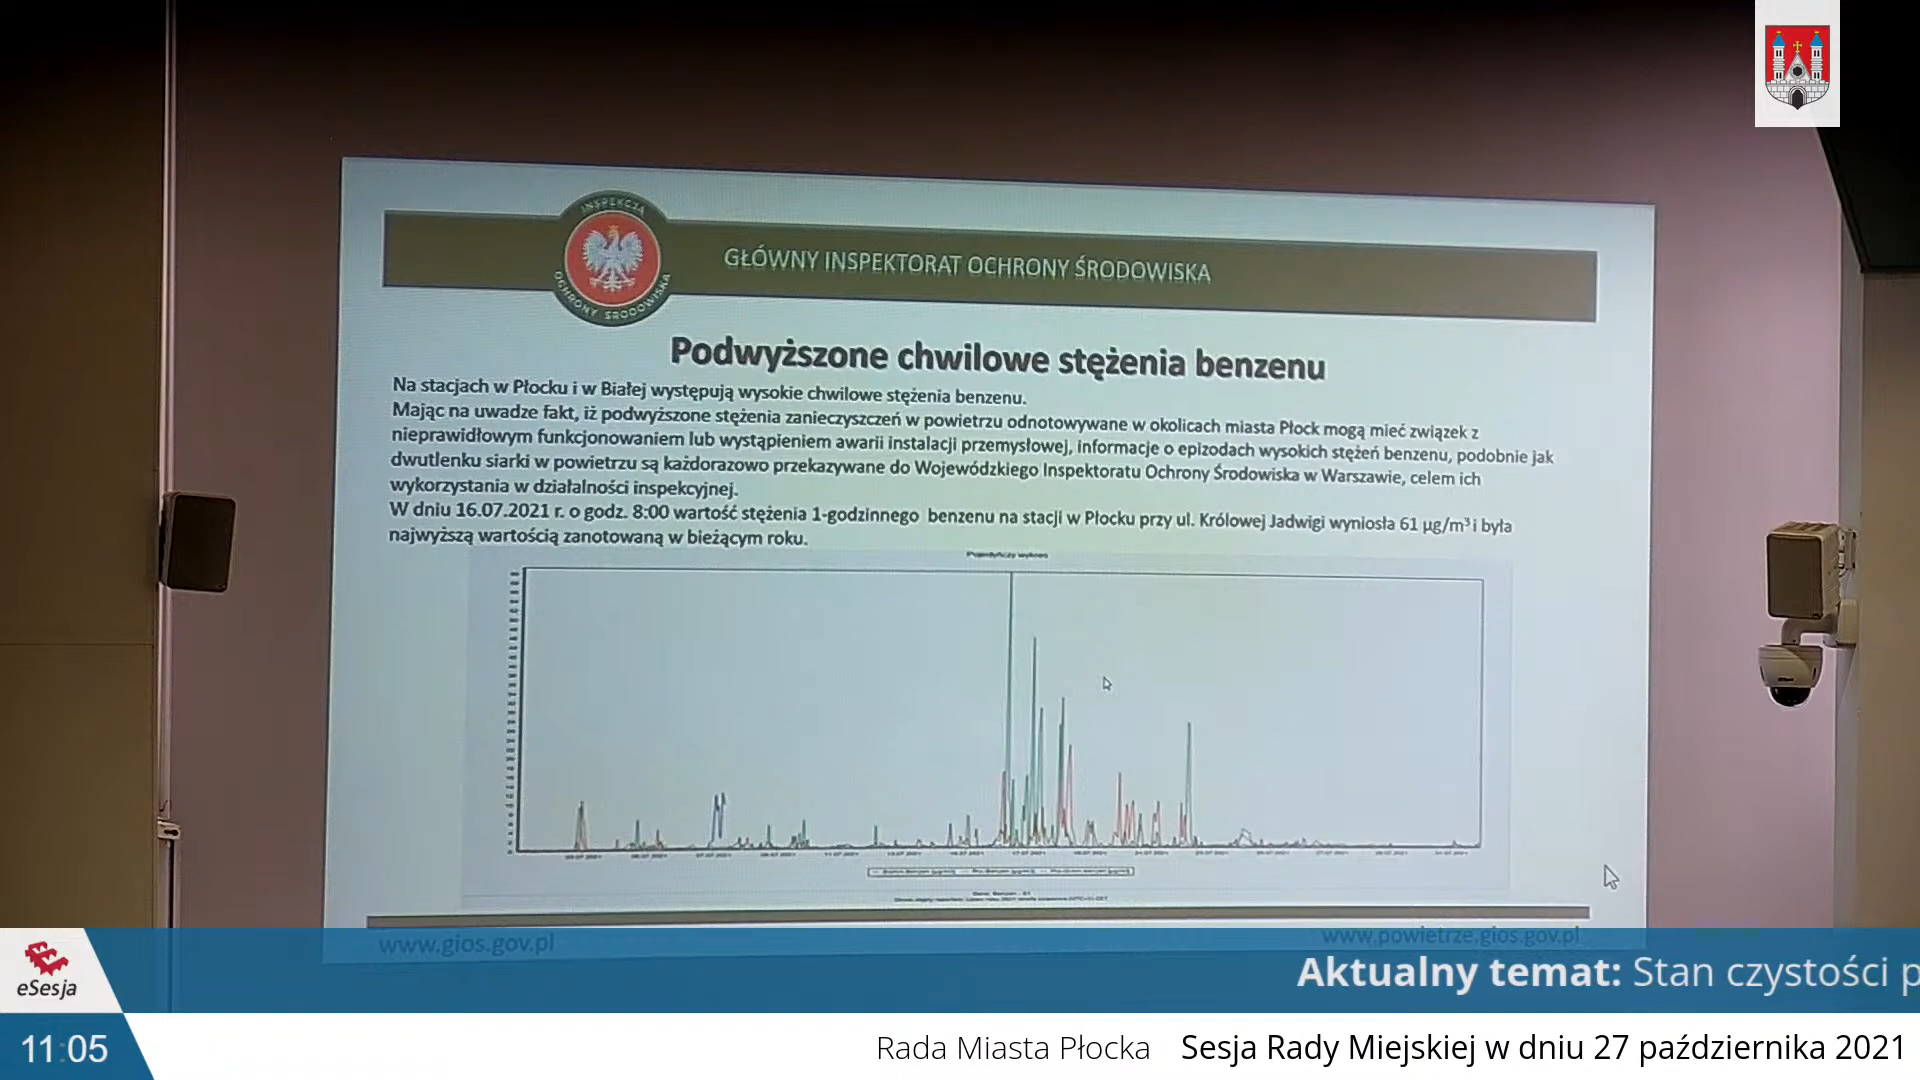 INSPEKCJA
OCHRONY ŚRODOWISKA
GŁÓWNY INSPEKTORAT OCHRONY ŚRODOWISKA
Podwyższone chwilowe stężenia benzenu
Na stacjach w Płocku i w Białej występują wysokie chwilowe stężenia benzenu.
Mając na uwadze fakt, iż podwyższone stężenia zanieczyszczeń w powietrzu odnotowywane w okolicach miasta Płock mogą mieć związek z
nieprawidłowym funkcjonowaniem lub wystąpieniem awarii instalacji przemysłowej, informacje o epizodach wysokich stężeń benzenu, podobnie jak
dwutlenku siarki w powietrzu są każdorazowo przekazywane do Wojewódzkiego Inspektoratu Ochrony Środowiska w Warszawie, celem ich
wykorzystania w działalności inspekcyjnej.
W dniu 16.07.2021 r. o godz. 8:00 wartość stężenia 1-godzinnego benzenu na stacji w Płocku przy ul. Królowej Jadwigi wyniosła 61 µg/m³ i była
najwyższą wartością zanotowaną w bieżącym roku.
Pojedynczy wykres
www.gios.gov.pl
www.powietrze.gios.gov.pl
eSesja
Aktualny temat: Stan czystości p
11:05
Rada Miasta Płocka Sesja Rady Miejskiej w dniu 27 października 2021